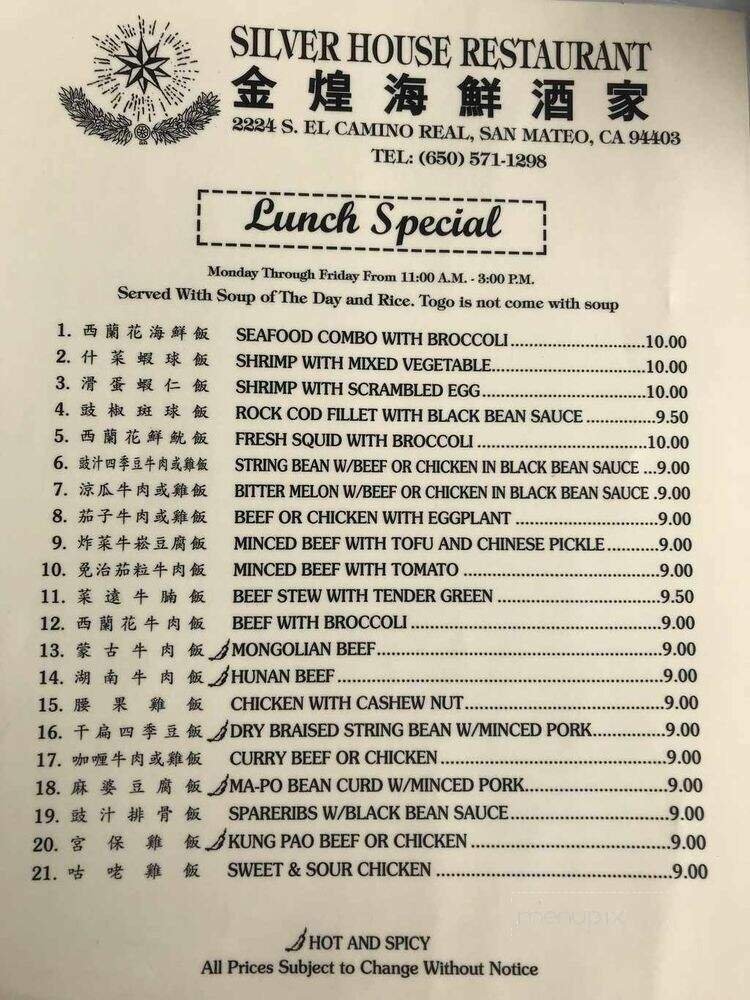 SILVER HOUSE RESTAURANT
金煌海鮮酒家
2224 S. EL CAMINO REAL, SAN MATEO, CA 94403
TEL: (650) 571-1298
Lunch Special
Monday Through Friday From 11:00 A.M. - 3:00 P.M.
Served With Soup of The Day and Rice. Togo is not come with soup
1. 西蘭花海鮮飯 SEAFOOD COMBO WITH BROCCOLI..............................10.00
2. 什菜蝦球飯 SHRIMP WITH MIXED VEGETABLE..................................10.00
3. 滑蛋蝦仁飯 SHRIMP WITH SCRAMBLED EGG....................................10.00
4. 豉椒斑球飯 ROCK COD FILLET WITH BLACK BEAN SAUCE ...............9.50
5. 西蘭花鮮魷飯 FRESH SQUID WITH BROCCOLI .....................................10.00
6. 豉汁四季豆牛肉或雞飯 STRING BEAN W/BEEF OR CHICKEN IN BLACK BEAN SAUCE ...9.00
7. 涼瓜牛肉或雞飯 BITTER MELON W/BEEF OR CHICKEN IN BLACK BEAN SAUCE .9.00
8. 茄子牛肉或雞飯 BEEF OR CHICKEN WITH EGGPLANT ...............................9.00
9. 炸菜牛崧豆腐飯 MINCED BEEF WITH TOFU AND CHINESE PICKLE...........9.00
10. 免治茄粒牛肉飯 MINCED BEEF WITH TOMATO ...........................................9.00
11. 菜遠牛腩飯 BEEF STEW WITH TENDER GREEN ...................................9.50
12. 西蘭花牛肉飯 BEEF WITH BROCCOLI.......................................................9.00
13. 蒙古牛肉飯 MONGOLIAN BEEF..............................................................9.00
14. 湖南牛肉飯 HUNAN BEEF .......................................................................9.00
15. 腰果雞飯 CHICKEN WITH CASHEW NUT...........................................9.00
16. 干扁四季豆飯 DRY BRAISED STRING BEAN W/MINCED PORK...............9.00
17. 咖喱牛肉或雞飯 CURRY BEEF OR CHICKEN .................................................9.00
18. 麻婆豆腐飯 MA-PO BEAN CURD W/MINCED PORK..............................9.00
19. 豉汁排骨飯 SPARERIBS W/BLACK BEAN SAUCE..................................9.00
20. 宮保雞飯 KUNG PAO BEEF OR CHICKEN ...........................................9.00
21. 咕咾雞飯 SWEET & SOUR CHICKEN ...................................................9.00
menupix
HOT AND SPICY
All Prices Subject to Change Without Notice